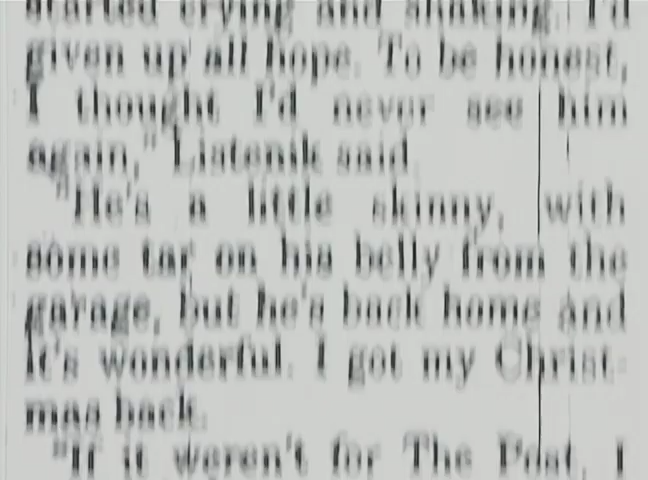 started crying and shaking. I'd
given up all hope. To be honest,
I thought I'd never see him
again," Listenik said.
"He's a little skinny, with
some tar on his belly from the
garage, but he's back home and
it's wonderful. I got my Christ-
mas back.
"If it weren't for The Post, I